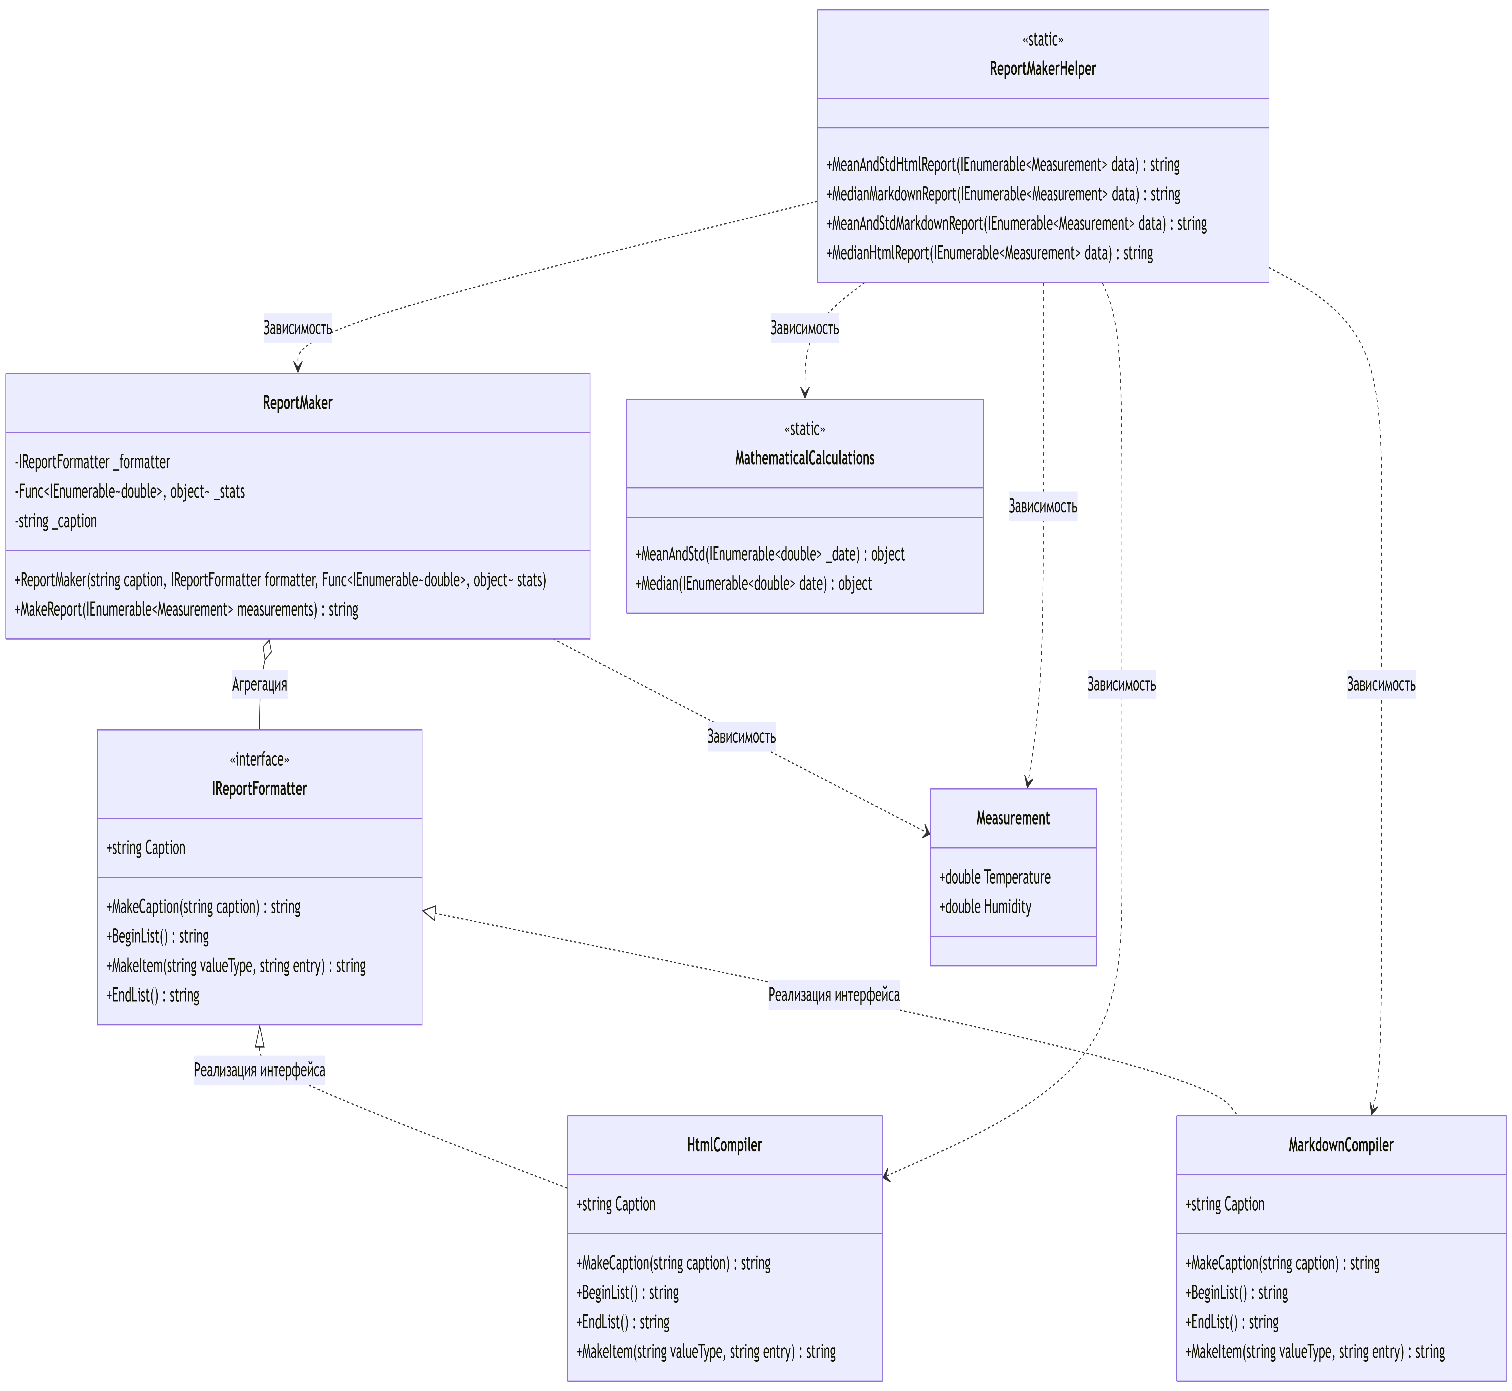 «static»
ReportMakerHelper
+MeanAndStdHtmlReport(IEnumerable<Measurement> data) : string
+MedianMarkdownReport(IEnumerable<Measurement> data) : string
+MeanAndStdMarkdownReport(IEnumerable<Measurement> data) : string
+MedianHtmlReport(IEnumerable<Measurement> data) : string
Зависимость
Зависимость
ReportMaker
-IReportFormatter _formatter
-Func<IEnumerable~double>, object~ _stats
-string _caption
+ReportMaker(string caption, IReportFormatter formatter, Func<IEnumerable~double>, object~ stats)
+MakeReport(IEnumerable<Measurement> measurements) : string
«static»
MathematicalCalculations
+MeanAndStd(IEnumerable<double> _date) : object
+Median(IEnumerable<double> date) : object
Зависимость
Агрегация
Зависимость
Зависимость
Зависимость
«interface»
IReportFormatter
+string Caption
+MakeCaption(string caption) : string
+BeginList() : string
+MakeItem(string valueType, string entry) : string
+EndList() : string
Measurement
+double Temperature
+double Humidity
Реализация интерфейса
Реализация интерфейса
HtmlCompiler
+string Caption
+MakeCaption(string caption) : string
+BeginList() : string
+EndList() : string
+MakeItem(string valueType, string entry) : string
MarkdownCompiler
+string Caption
+MakeCaption(string caption) : string
+BeginList() : string
+EndList() : string
+MakeItem(string valueType, string entry) : string